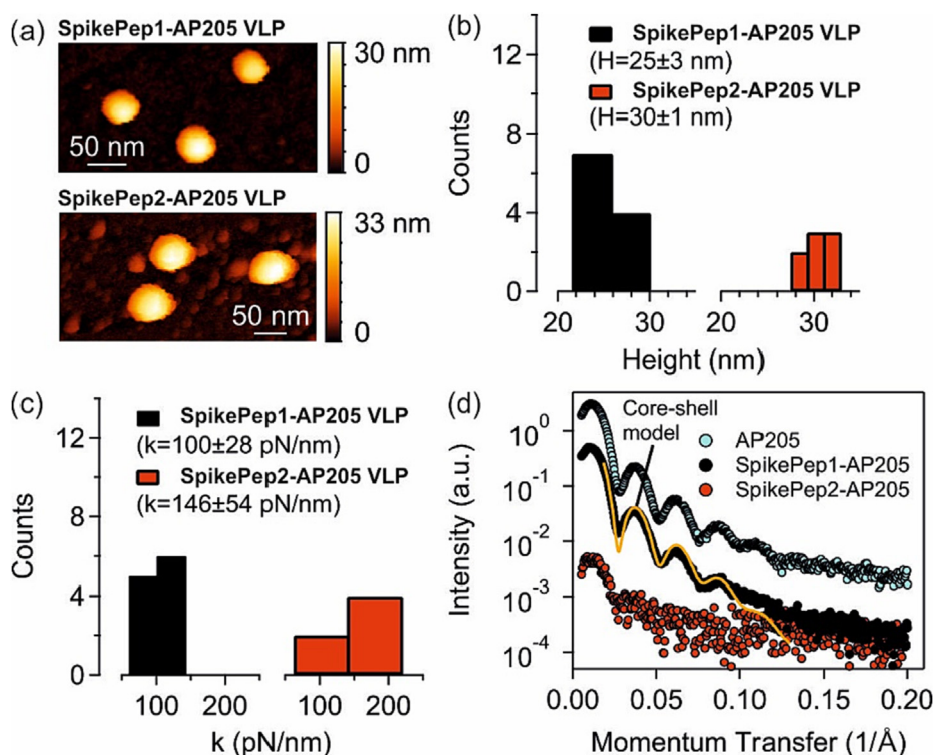 (a)
SpikePep1-AP205 VLP
30 nm
50 nm
0
SpikePep2-AP205 VLP
33 nm
50 nm
0
(b)
SpikePep1-AP205 VLP
(H=25±3 nm)
SpikePep2-AP205 VLP
(H=30±1 nm)
Counts
12
8
4
0
20 30 20 30
Height (nm)
(c)
SpikePep1-AP205 VLP
(k=100±28 pN/nm)
SpikePep2-AP205 VLP
(k=146±54 pN/nm)
Counts
12
8
4
0
100 200 100 200
k (pN/nm)
(d)
Core-shell
model
AP205
SpikePep1-AP205
SpikePep2-AP205
Intensity (a.u.)
10^0
10^-1
10^-2
10^-3
10^-4
0.00 0.05 0.10 0.15 0.20
Momentum Transfer (1/Å)